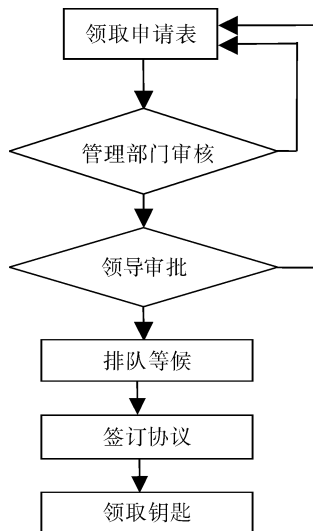 领取申请表
管理部门审核
领导审批
排队等候
签订协议
领取钥匙